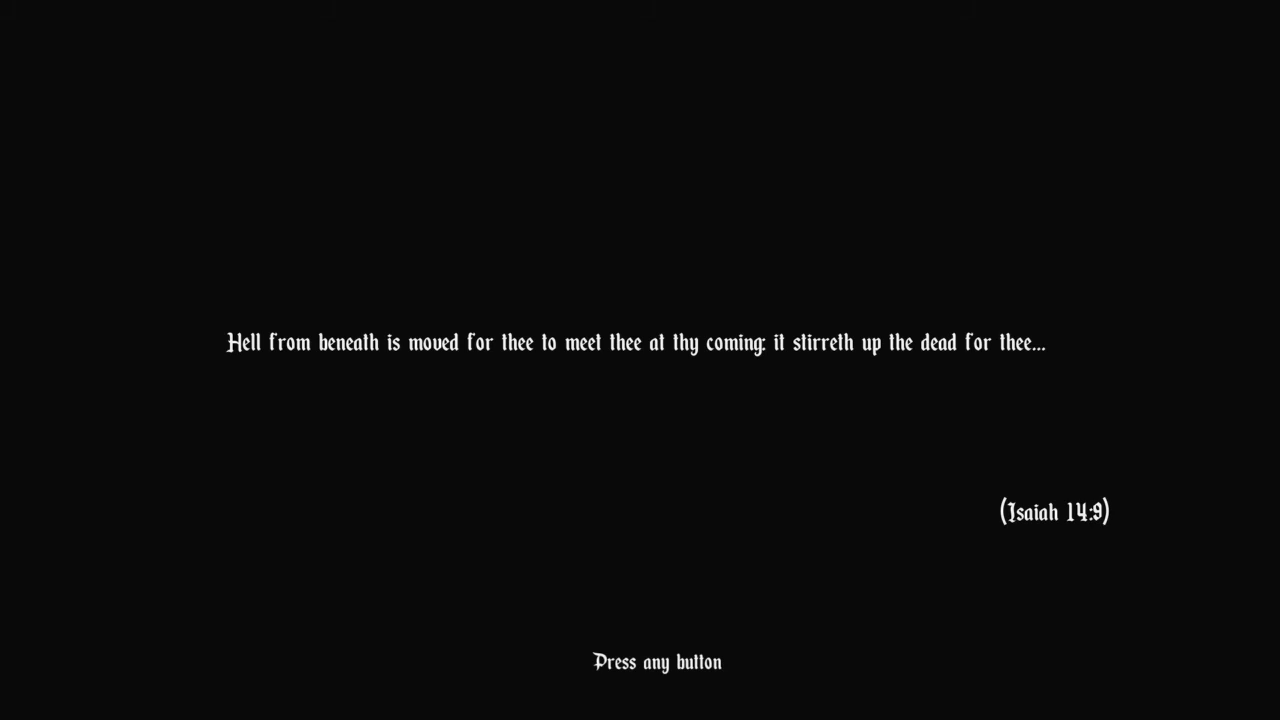 Hell from beneath is moved for thee to meet thee at thy coming: it stirreth up the dead for thee...
(Isaiah 14:9)
Press any button